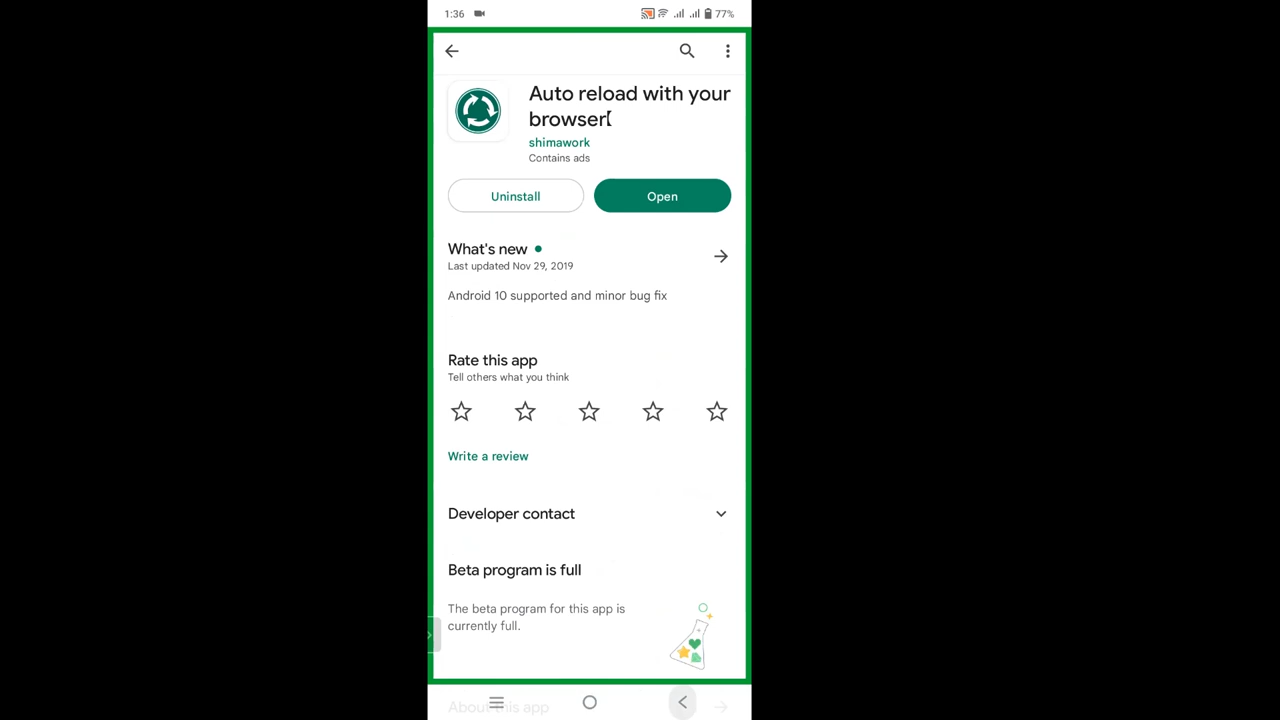 1:36 77%
Auto reload with your
browser
shimawork
Contains ads
Uninstall Open
What's new
Last updated Nov 29, 2019
Android 10 supported and minor bug fix
Rate this app
Tell others what you think
Write a review
Developer contact
Beta program is full
The beta program for this app is
currently full.
About this app